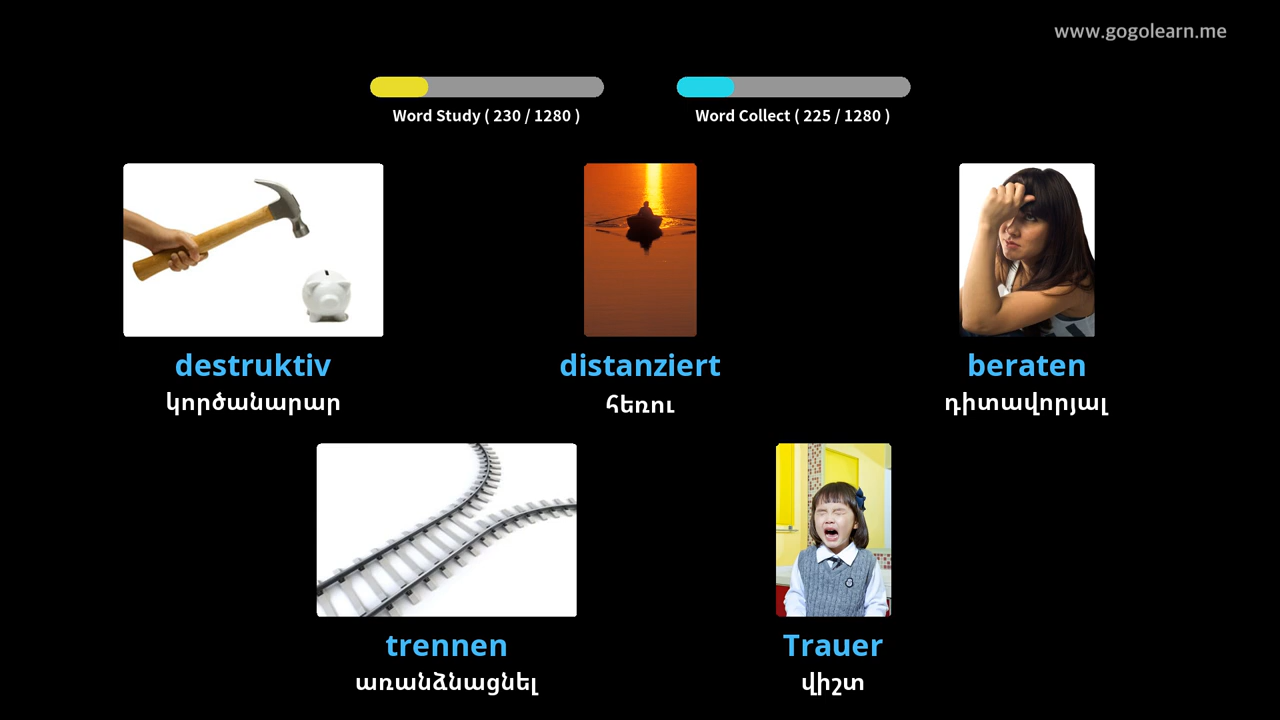 www.gogolearn.me
Word Study ( 230 / 1280 )
Word Collect ( 225 / 1280 )
destruktiv
կործանարար
distanziert
հեռու
beraten
դիտավորյալ
trennen
առանձնացնել
Trauer
վիշտ